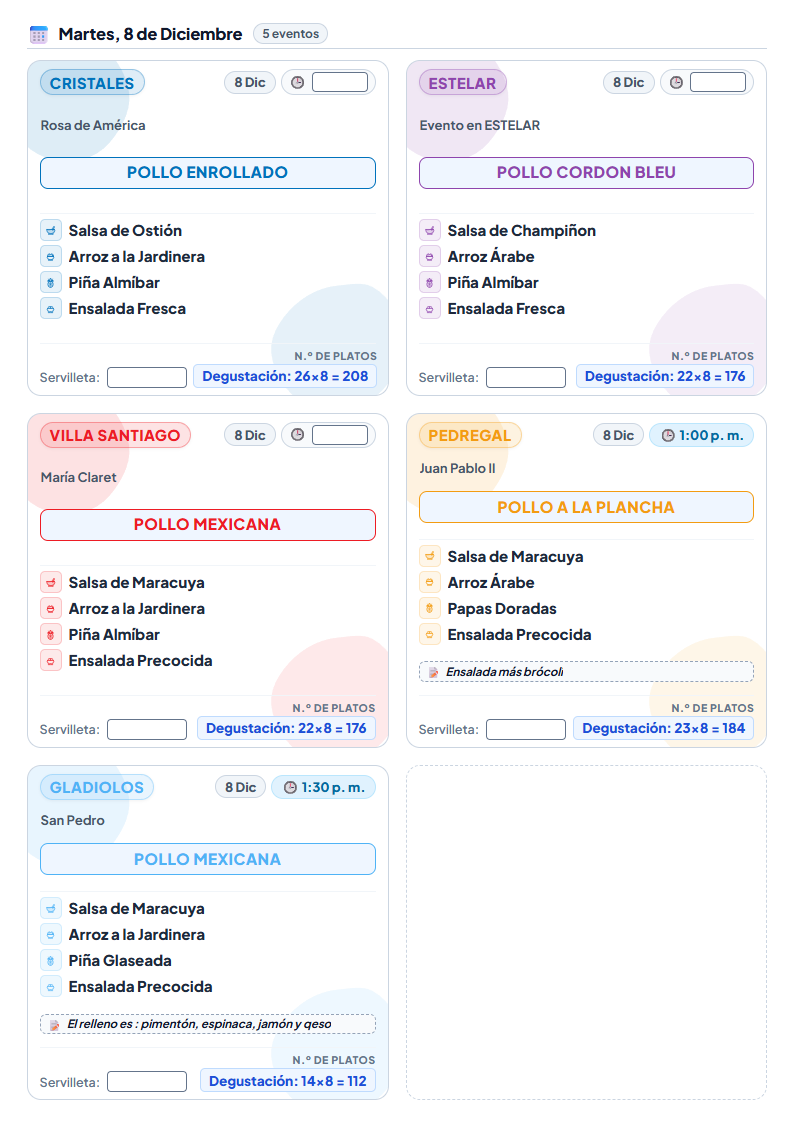 Martes, 8 de Diciembre 5 eventos
CRISTALES 8 Dic
Rosa de América
POLLO ENROLLADO
Salsa de Ostión
Arroz a la Jardinera
Piña Almíbar
Ensalada Fresca
N.º DE PLATOS
Servilleta: Degustación: 26×8 = 208
ESTELAR 8 Dic
Evento en ESTELAR
POLLO CORDON BLEU
Salsa de Champiñon
Arroz Árabe
Piña Almíbar
Ensalada Fresca
N.º DE PLATOS
Servilleta: Degustación: 22×8 = 176
VILLA SANTIAGO 8 Dic
María Claret
POLLO MEXICANA
Salsa de Maracuya
Arroz a la Jardinera
Piña Almíbar
Ensalada Precocida
N.º DE PLATOS
Servilleta: Degustación: 22×8 = 176
PEDREGAL 8 Dic 1:00 p. m.
Juan Pablo II
POLLO A LA PLANCHA
Salsa de Maracuya
Arroz Árabe
Papas Doradas
Ensalada Precocida
Ensalada más brócoli
N.º DE PLATOS
Servilleta: Degustación: 23×8 = 184
GLADIOLOS 8 Dic 1:30 p. m.
San Pedro
POLLO MEXICANA
Salsa de Maracuya
Arroz a la Jardinera
Piña Glaseada
Ensalada Precocida
El relleno es : pimentón, espinaca, jamón y qeso
N.º DE PLATOS
Servilleta: Degustación: 14×8 = 112